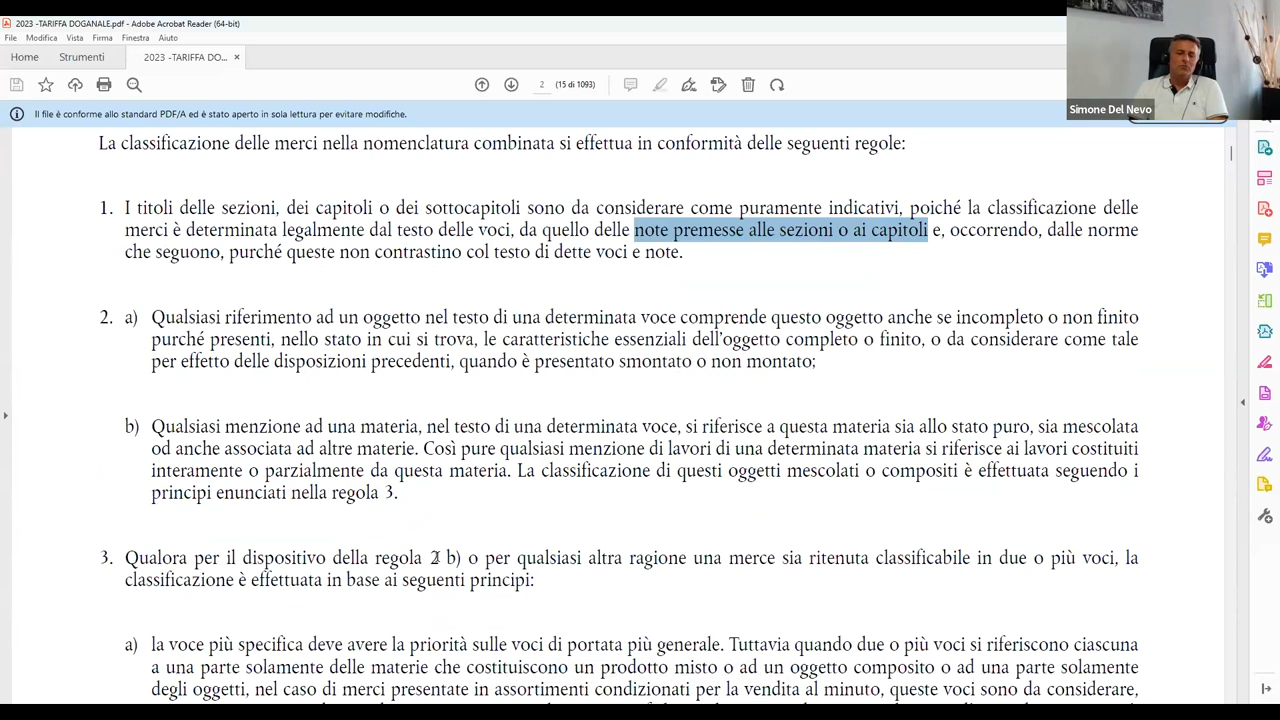 2023 -TARIFFA DOGANALE.pdf - Adobe Acrobat Reader (64-bit)
File Modifica Vista Firma Finestra Aiuto
Home Strumenti 2023 -TARIFFA DO... ×
2 (15 di 1093)
Il file è conforme allo standard PDF/A ed è stato aperto in sola lettura per evitare modifiche.
Simone Del Nevo
La classificazione delle merci nella nomenclatura combinata si effettua in conformità delle seguenti regole:
1. I titoli delle sezioni, dei capitoli o dei sottocapitoli sono da considerare come puramente indicativi, poiché la classificazione delle
merci è determinata legalmente dal testo delle voci, da quello delle note premesse alle sezioni o ai capitoli e, occorrendo, dalle norme
che seguono, purché queste non contrastino col testo di dette voci e note.
2. a) Qualsiasi riferimento ad un oggetto nel testo di una determinata voce comprende questo oggetto anche se incompleto o non finito
purché presenti, nello stato in cui si trova, le caratteristiche essenziali dell'oggetto completo o finito, o da considerare come tale
per effetto delle disposizioni precedenti, quando è presentato smontato o non montato;
b) Qualsiasi menzione ad una materia, nel testo di una determinata voce, si riferisce a questa materia sia allo stato puro, sia mescolata
od anche associata ad altre materie. Così pure qualsiasi menzione di lavori di una determinata materia si riferisce ai lavori costituiti
interamente o parzialmente da questa materia. La classificazione di questi oggetti mescolati o compositi è effettuata seguendo i
principi enunciati nella regola 3.
3. Qualora per il dispositivo della regola 2 b) o per qualsiasi altra ragione una merce sia ritenuta classificabile in due o più voci, la
classificazione è effettuata in base ai seguenti principi:
a) la voce più specifica deve avere la priorità sulle voci di portata più generale. Tuttavia quando due o più voci si riferiscono ciascuna
a una parte solamente delle materie che costituiscono un prodotto misto o ad un oggetto composito o ad una parte solamente
degli oggetti, nel caso di merci presentate in assortimenti condizionati per la vendita al minuto, queste voci sono da considerare,